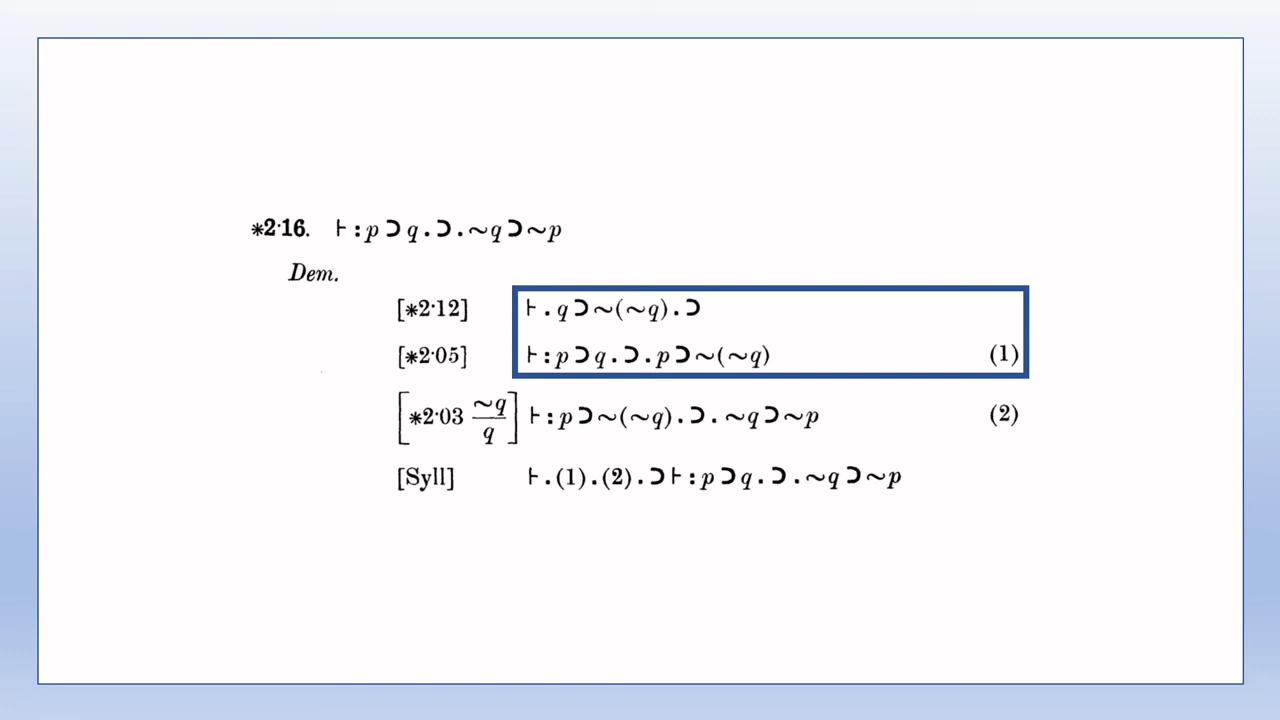 ∗2·16. ⊢ : p ⊃ q . ⊃ . ∼q ⊃ ∼p
Dem.
[∗2·12] ⊢ . q ⊃ ∼(∼q) . ⊃
[∗2·05] ⊢ : p ⊃ q . ⊃ . p ⊃ ∼(∼q) (1)
[∗2·03 ∼q/q] ⊢ : p ⊃ ∼(∼q) . ⊃ . ∼q ⊃ ∼p (2)
[Syll] ⊢ . (1) . (2) . ⊃ ⊢ : p ⊃ q . ⊃ . ∼q ⊃ ∼p